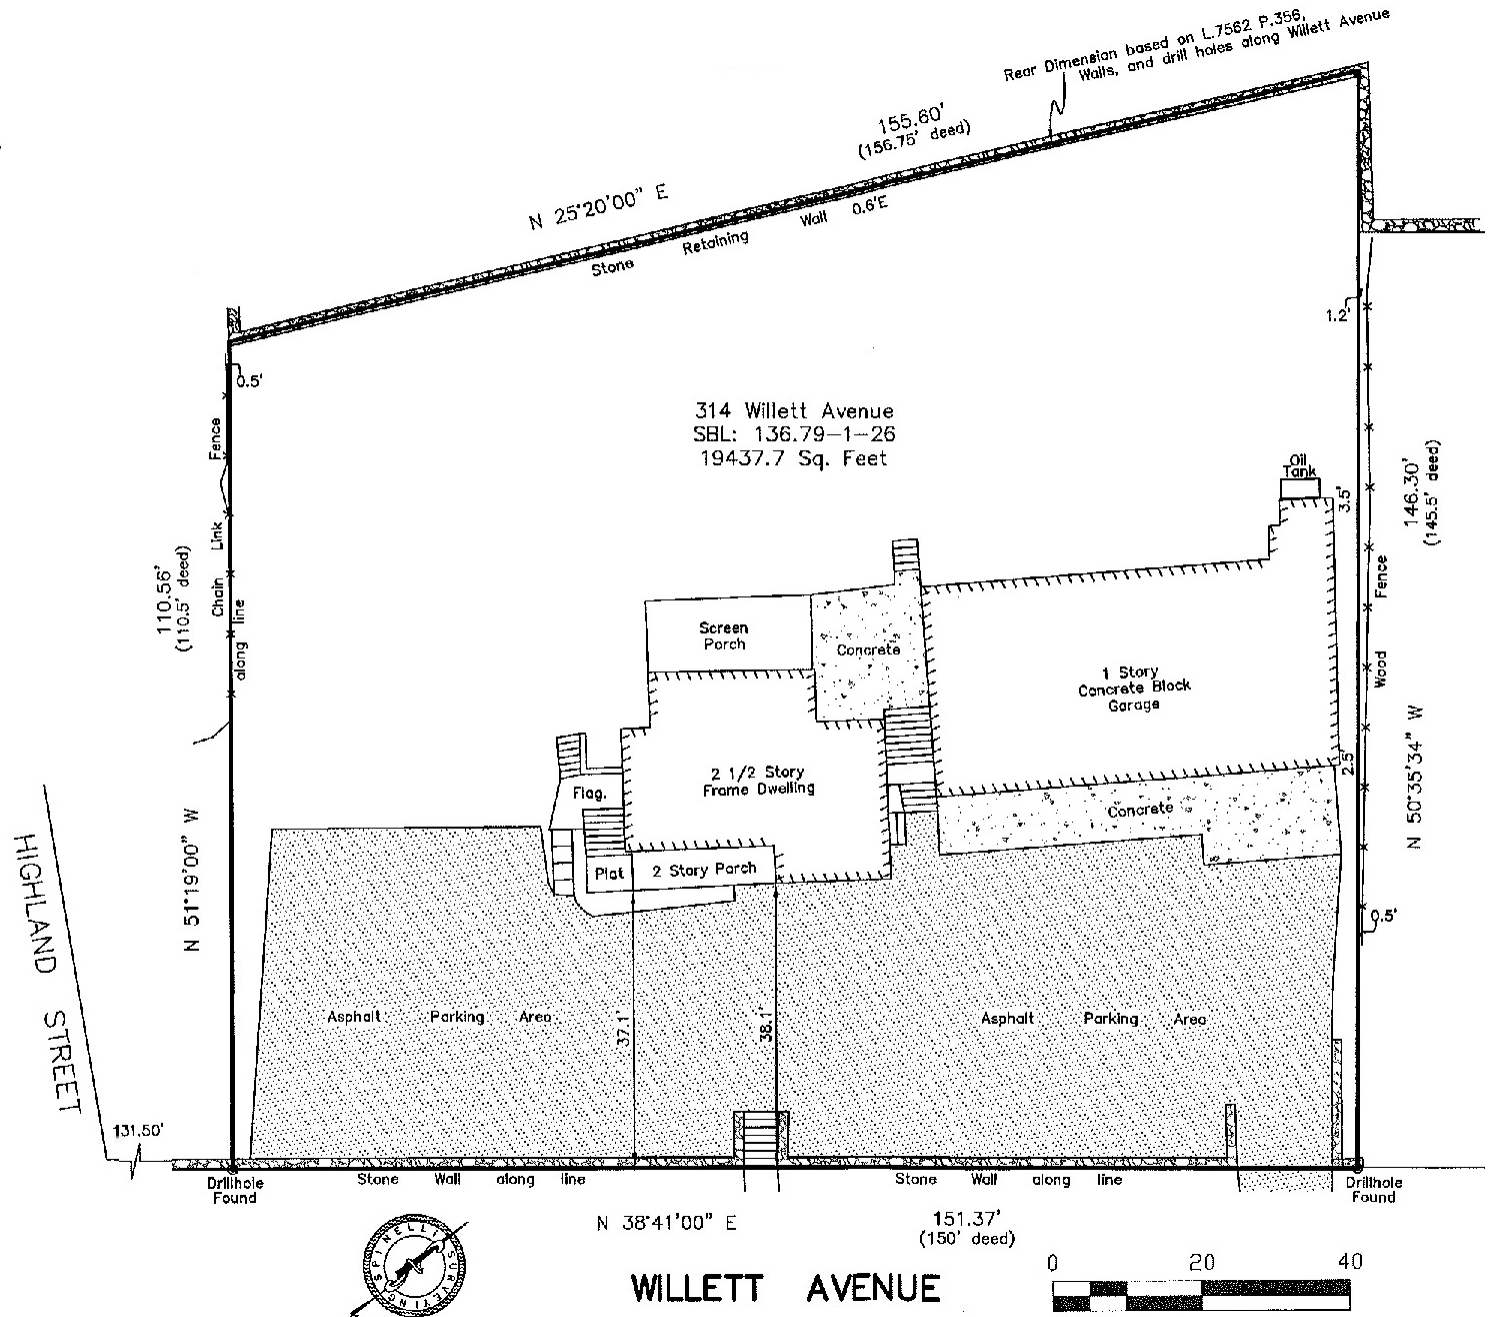 Rear Dimension based on L.7562 P.356,
Walls, and drill holes along Willett Avenue
155.60'
(156.75' deed)
N 25°20'00" E
Stone Retaining Wall 0.6'E
1.2'
0.5'
314 Willett Avenue
SBL: 136.79-1-26
19437.7 Sq. Feet
Chain Link Fence
along line
110.56'
(110.5' deed)
N 51°19'00" W
Oil
Tank
3.5'
146.30'
(145.5' deed)
Wood Fence
N 50°35'34" W
Screen
Porch
Concrete
1 Story
Concrete Block
Garage
2.5'
2 1/2 Story
Frame Dwelling
Flag.
Concrete
Plat
2 Story Porch
0.5'
HIGHLAND STREET
Asphalt Parking Area
37.1'
38.1'
Asphalt Parking Area
131.50'
Drillhole
Found
Stone Wall along line
Stone Wall along line
Drillhole
Found
N 38°41'00" E
151.37'
(150' deed)
SPINELLI SURVEYING
WILLETT AVENUE
0 20 40